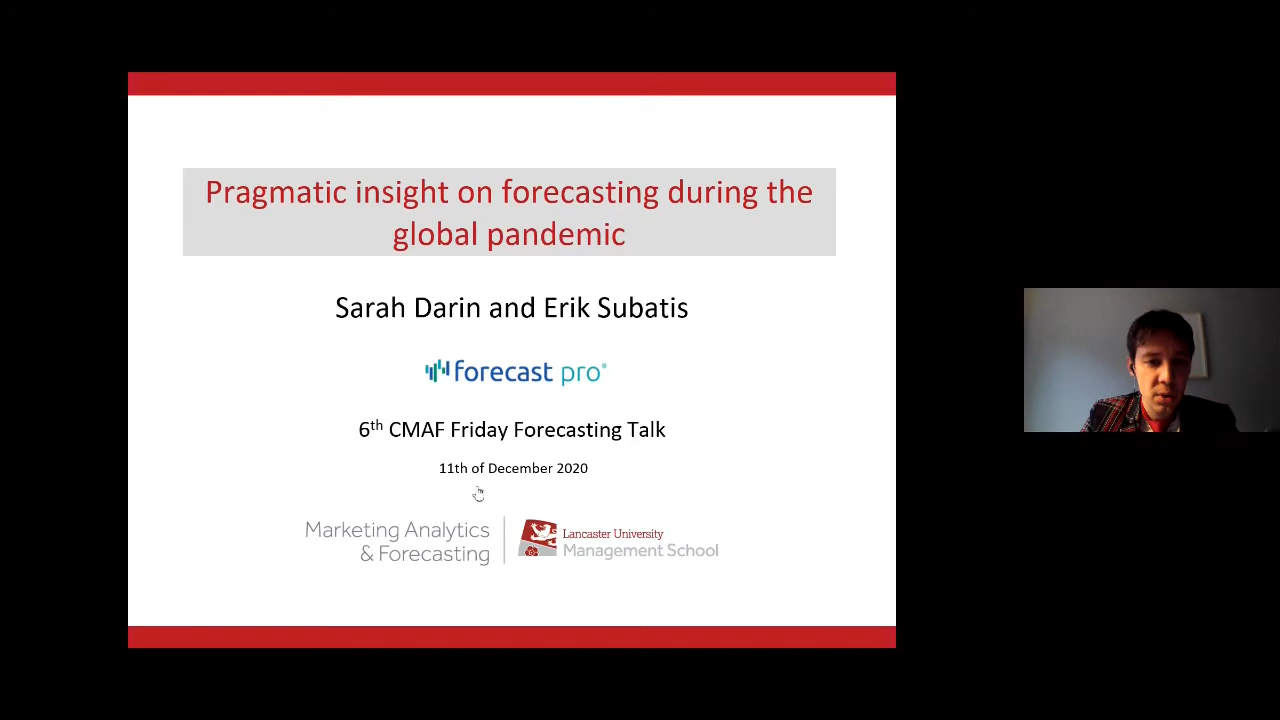 Pragmatic insight on forecasting during the
global pandemic
Sarah Darin and Erik Subatis
forecast pro®
6th CMAF Friday Forecasting Talk
11th of December 2020
Marketing Analytics
& Forecasting
Lancaster University
Management School